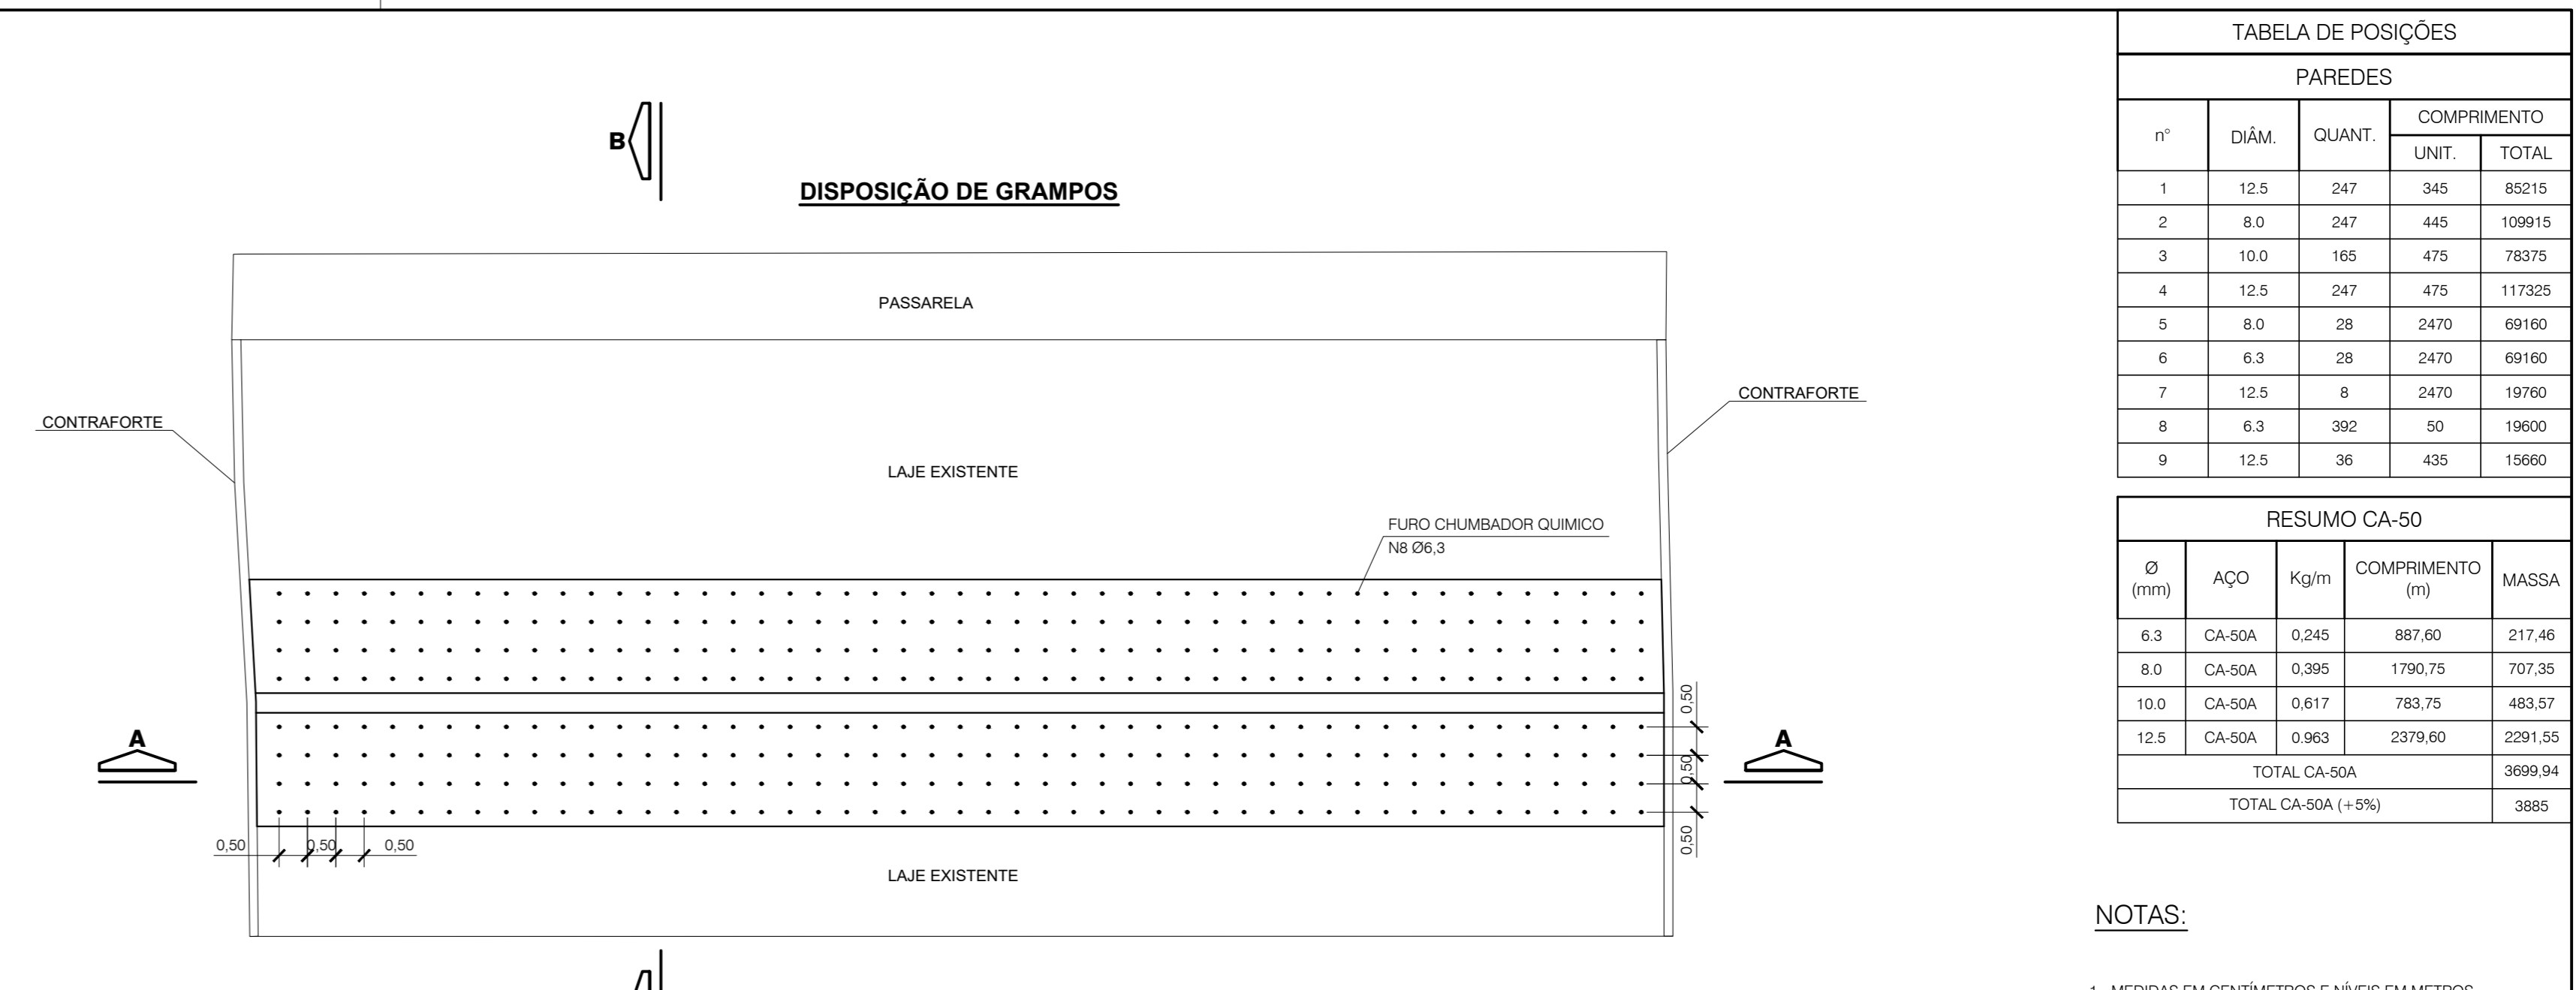 B
DISPOSIÇÃO DE GRAMPOS
PASSARELA
CONTRAFORTE
CONTRAFORTE
LAJE EXISTENTE
FURO CHUMBADOR QUIMICO
N8 Ø6,3
0,50
0,50
0,50
A
A
0,50
0,50
0,50
LAJE EXISTENTE
TABELA DE POSIÇÕES
PAREDES
n° DIÂM. QUANT. COMPRIMENTO
UNIT. TOTAL
1 12.5 247 345 85215
2 8.0 247 445 109915
3 10.0 165 475 78375
4 12.5 247 475 117325
5 8.0 28 2470 69160
6 6.3 28 2470 69160
7 12.5 8 2470 19760
8 6.3 392 50 19600
9 12.5 36 435 15660
RESUMO CA-50
Ø (mm) AÇO Kg/m COMPRIMENTO (m) MASSA
6.3 CA-50A 0,245 887,60 217,46
8.0 CA-50A 0,395 1790,75 707,35
10.0 CA-50A 0,617 783,75 483,57
12.5 CA-50A 0.963 2379,60 2291,55
TOTAL CA-50A 3699,94
TOTAL CA-50A (+5%) 3885
NOTAS:
1 - MEDIDAS EM CENTÍMETROS E NÍVEIS EM METROS